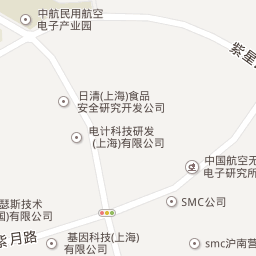 中航民用航空
电子产业园
紫星
日清(上海)食品
安全研究开发公司
电计科技研发
(上海)有限公司
中国航空无
电子研究所
SMC公司
瑟斯技术
国)有限公司
紫月路
基因科技(上海)
有限公司
smc沪南营